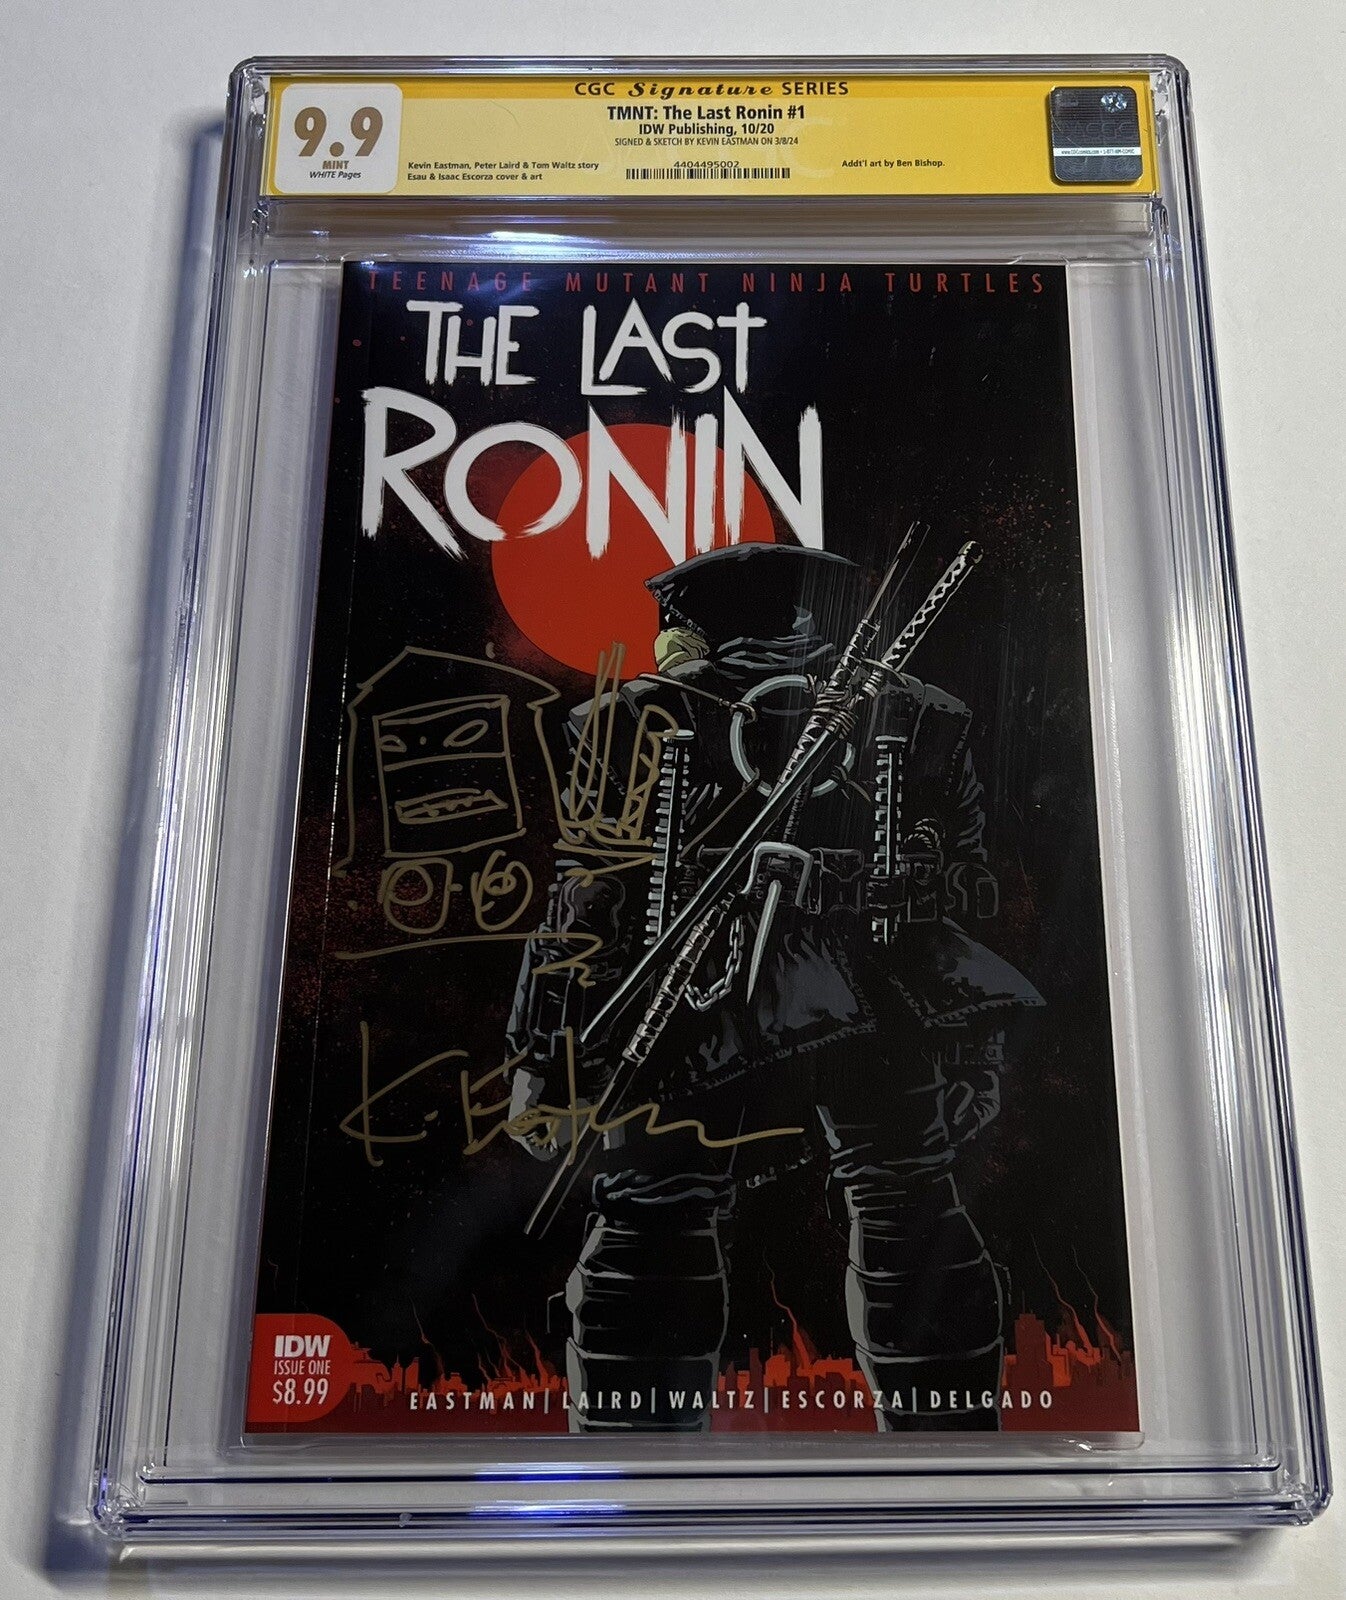 CGC Signature SERIES
9.9
MINT
WHITE Pages
TMNT: The Last Ronin #1
IDW Publishing, 10/20
SIGNED & SKETCH BY KEVIN EASTMAN ON 3/8/24
Kevin Eastman, Peter Laird & Tom Waltz story
Esau & Isaac Escorza cover & art
4404495002
Addt'l art by Ben Bishop.
CGC
TEENAGE MUTANT NINJA TURTLES
THE LAST
RONIN
K. Eastman
IDW
ISSUE ONE
$8.99
EASTMAN | LAIRD | WALTZ | ESCORZA | DELGADO